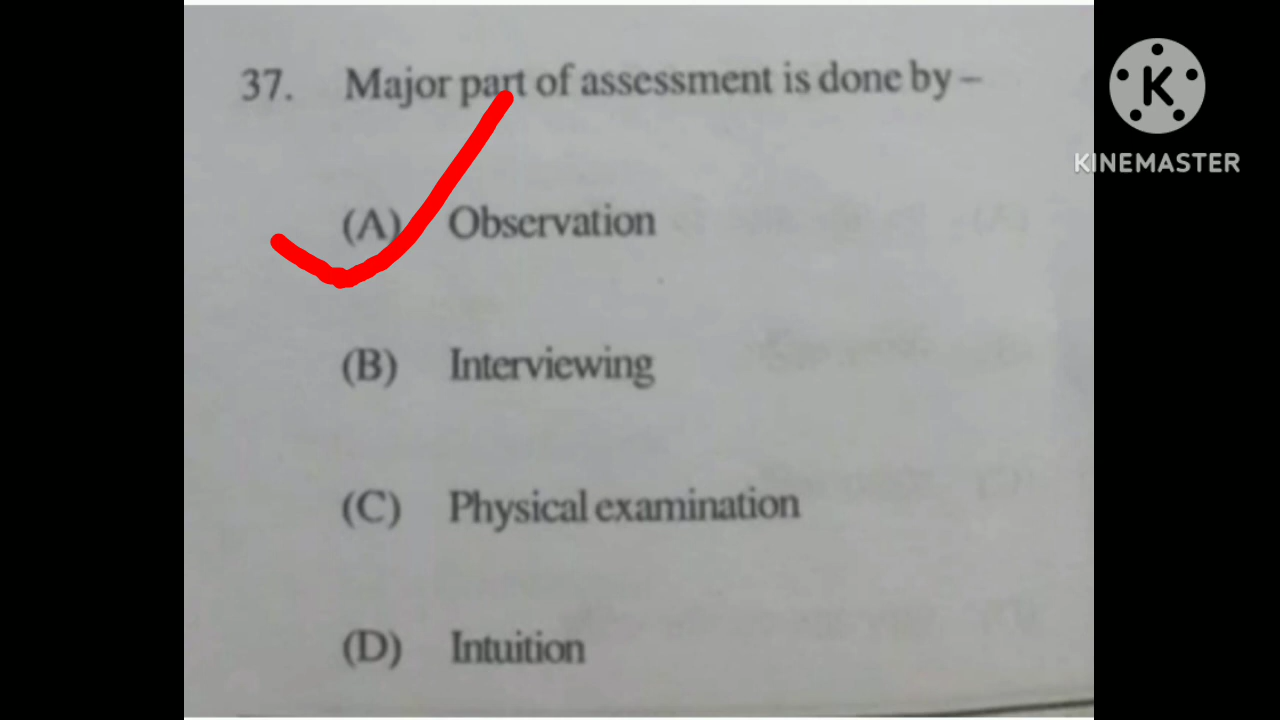 37. Major part of assessment is done by –
(A) Observation
(B) Interviewing
(C) Physical examination
(D) Intuition
K
KINEMASTER